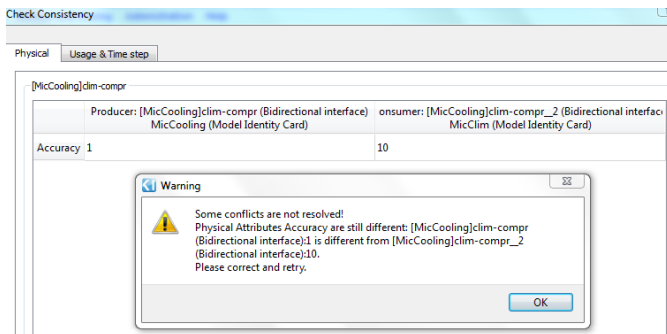 Check Consistency
Physical
Usage & Time step
[MicCooling]clim-compr
Producer: [MicCooling]clim-compr (Bidirectional interface)
MicCooling (Model Identity Card)
onsumer: [MicCooling]clim-compr__2 (Bidirectional interfac
MicClim (Model Identity Card)
Accuracy 1 10
Warning
Some conflicts are not resolved!
Physical Attributes Accuracy are still different: [MicCooling]clim-compr
(Bidirectional interface):1 is different from [MicCooling]clim-compr__2
(Bidirectional interface):10.
Please correct and retry.
OK